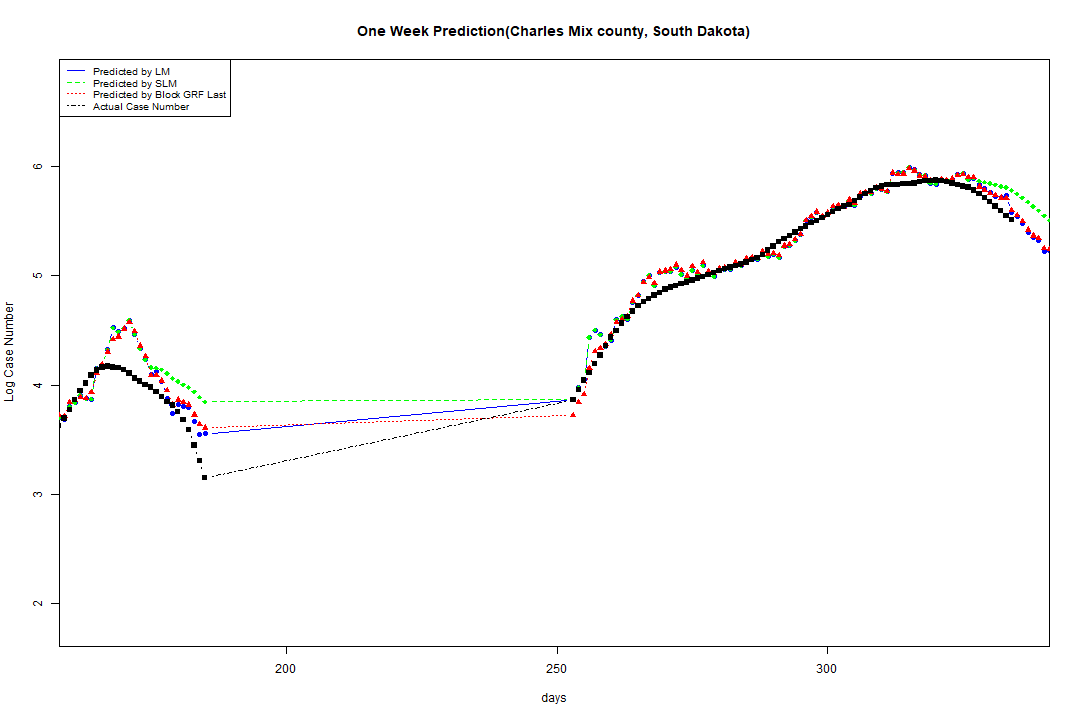 One Week Prediction(Charles Mix county, South Dakota)
Predicted by LM
Predicted by SLM
Predicted by Block GRF Last
Actual Case Number
6
5
4
3
2
Log Case Number
200
250
300
days